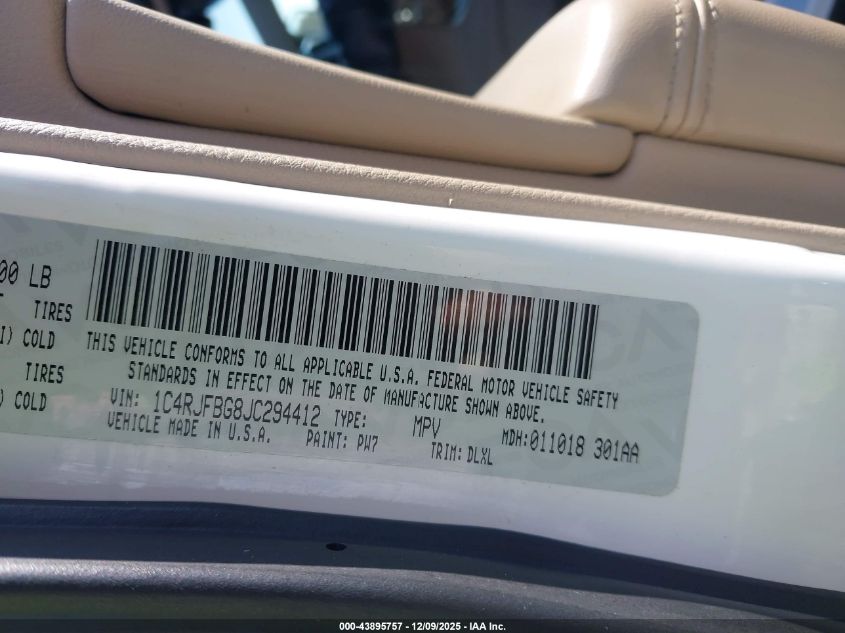 00 LB
TIRES
I) COLD
TIRES
) COLD
THIS VEHICLE CONFORMS TO ALL APPLICABLE U.S.A. FEDERAL MOTOR VEHICLE SAFETY
STANDARDS IN EFFECT ON THE DATE OF MANUFACTURE SHOWN ABOVE.
VIN: 1C4RJFBG8JC294412 TYPE: MPV MDH:011018 301AA
VEHICLE MADE IN U.S.A. PAINT: PW7 TRIM: DLXL
000-43895757 - 12/09/2025 - IAA Inc.